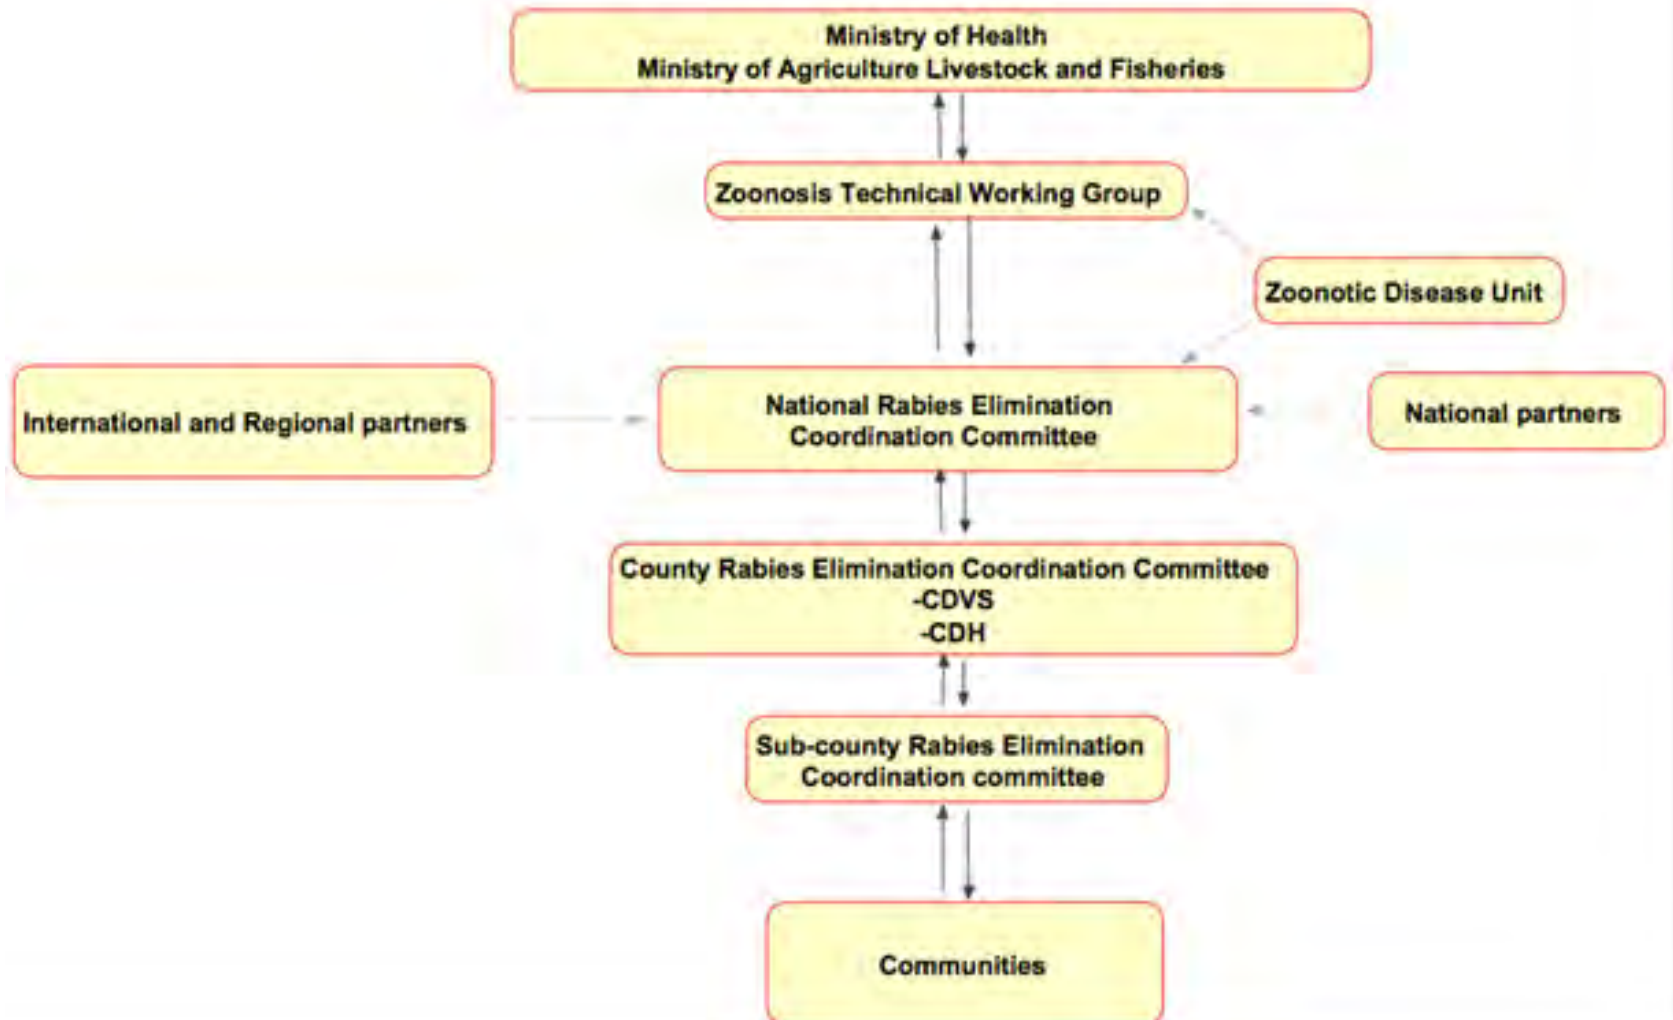 Ministry of Health
Ministry of Agriculture Livestock and Fisheries
Zoonosis Technical Working Group
Zoonotic Disease Unit
International and Regional partners
National Rabies Elimination
Coordination Committee
National partners
County Rabies Elimination Coordination Committee
-CDVS
-CDH
Sub-county Rabies Elimination
Coordination committee
Communities